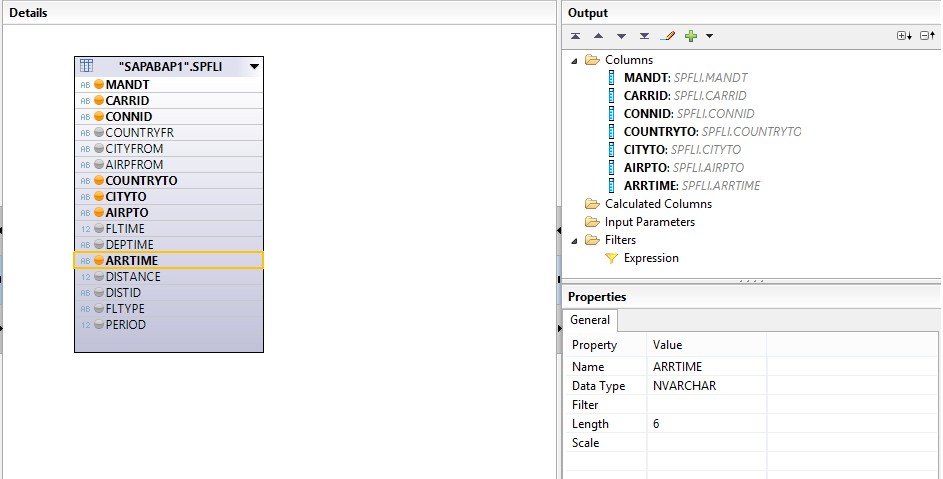 Details
"SAPABAP1".SPFLI
AB MANDT
AB CARRID
AB CONNID
AB COUNTRYFR
AB CITYFROM
AB AIRPFROM
AB COUNTRYTO
AB CITYTO
AB AIRPTO
12 FLTIME
AB DEPTIME
AB ARRTIME
12 DISTANCE
AB DISTID
AB FLTYPE
12 PERIOD
Output
Columns
MANDT: SPFLI.MANDT
CARRID: SPFLI.CARRID
CONNID: SPFLI.CONNID
COUNTRYTO: SPFLI.COUNTRYTO
CITYTO: SPFLI.CITYTO
AIRPTO: SPFLI.AIRPTO
ARRTIME: SPFLI.ARRTIME
Calculated Columns
Input Parameters
Filters
Expression
Properties
General
Property Value
Name ARRTIME
Data Type NVARCHAR
Filter
Length 6
Scale